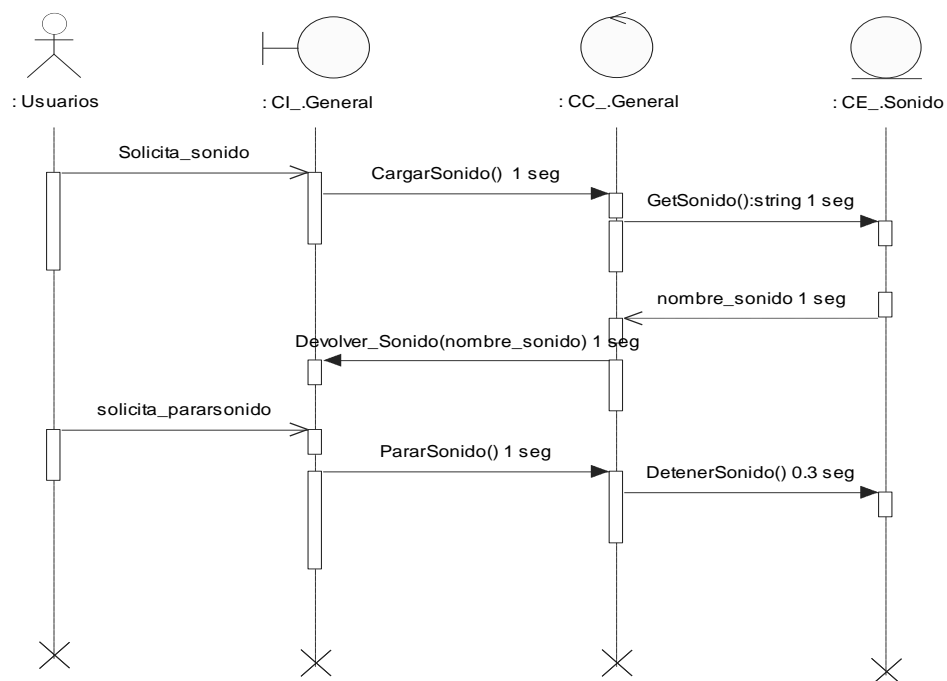 : Usuarios
: CI_.General
: CC_.General
: CE_.Sonido
Solicita_sonido
CargarSonido() 1 seg
GetSonido():string 1 seg
nombre_sonido 1 seg
Devolver_Sonido(nombre_sonido) 1 seg
solicita_pararsonido
PararSonido() 1 seg
DetenerSonido() 0.3 seg